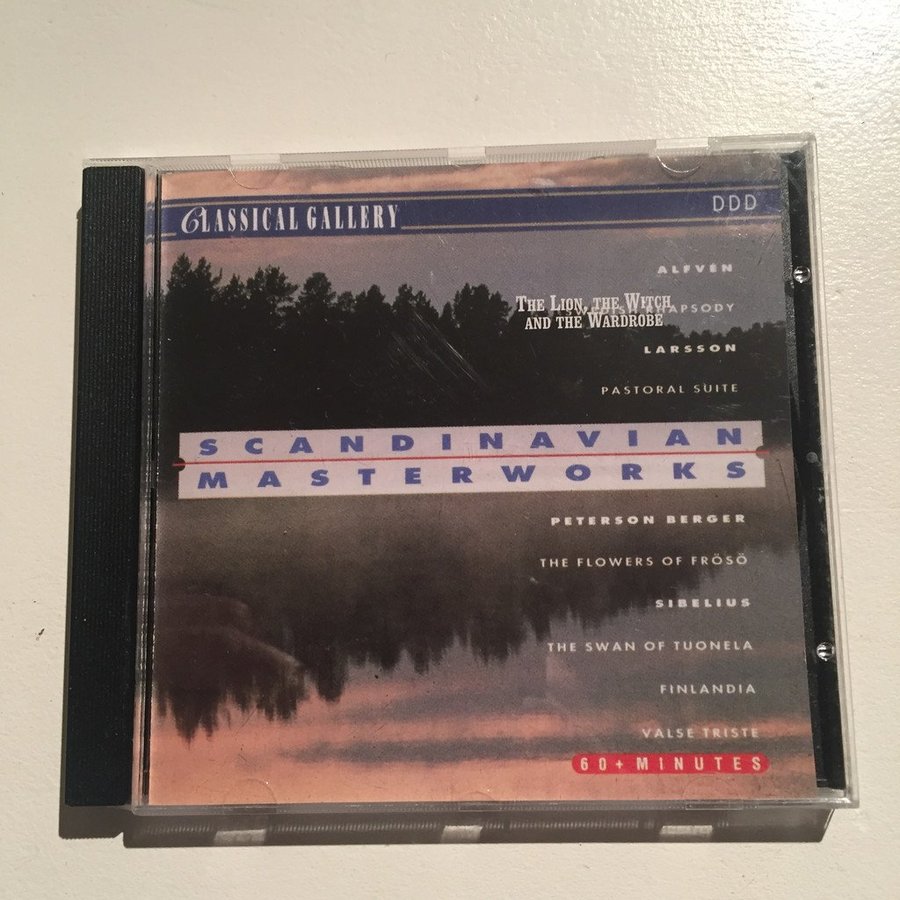 CLASSICAL GALLERY
DDD
ALFVÉN
THE LION, THE WITCH
AND THE WARDROBE
RHAPSODY
LARSSON
PASTORAL SUITE
SCANDINAVIAN
MASTERWORKS
PETERSON BERGER
THE FLOWERS OF FRÖSÖ
SIBELIUS
THE SWAN OF TUONELA
FINLANDIA
VALSE TRISTE
60+ MINUTES